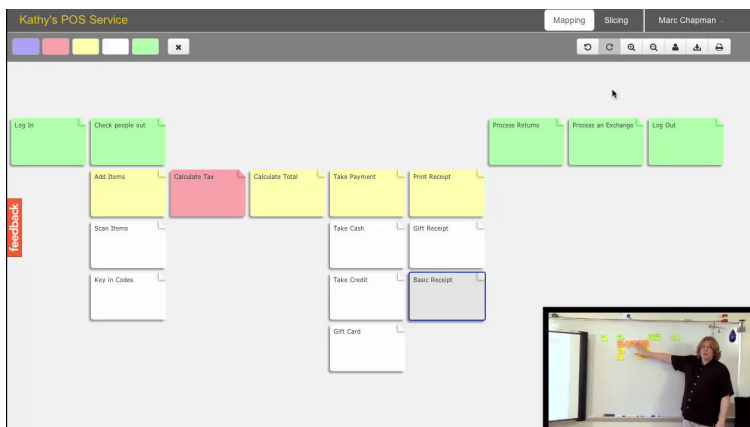 Kathy's POS Service
Mapping Slicing Marc Chapman
Log In Check people out Process Returns Process an Exchange Log Out
Add Items Calculate Tax Calculate Total Take Payment Print Receipt
feedback
Scan Items Take Cash Gift Receipt
Key in Codes Take Credit Basic Receipt
Gift Card